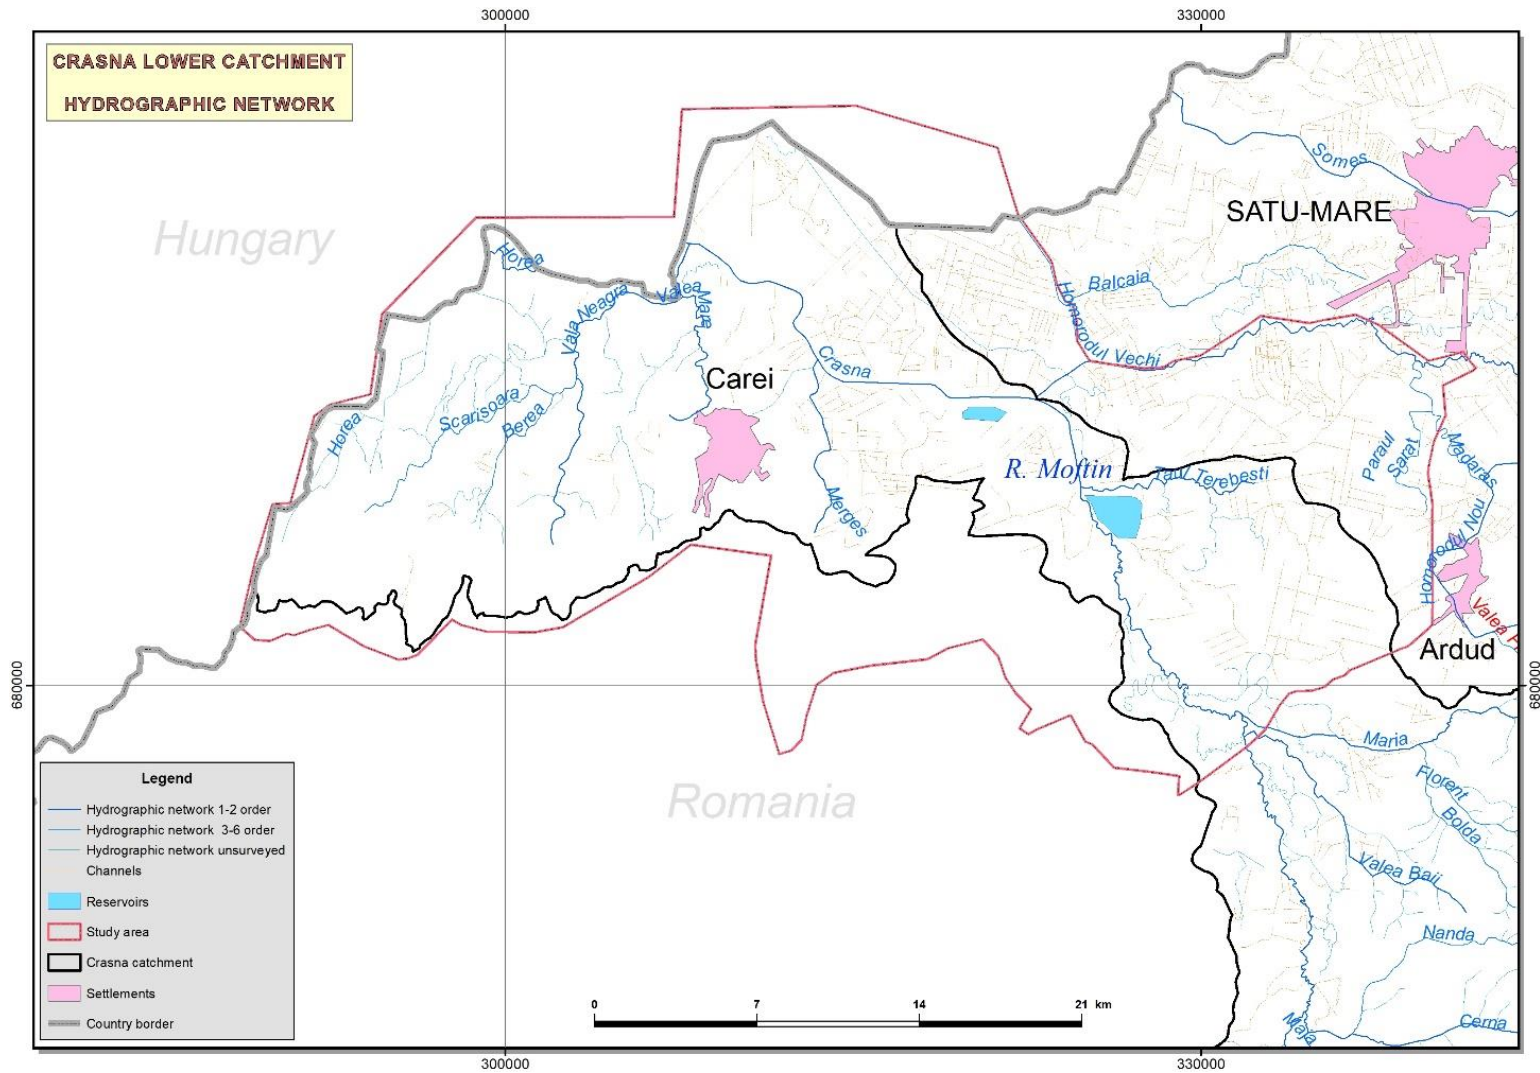 300000
330000
CRASNA LOWER CATCHMENT
HYDROGRAPHIC NETWORK
Somes
SATU-MARE
Hungary
Horea
Balcaia
Valea
Mare
Vala Neagra
Homorodul Vechi
Crasna
Carei
Scarisoara
Berea
Horea
Paraul
Sarat
Madaras
R. Moftin
Terebesti
Merges
Homorodul Nou
Valea
Ardud
680000
680000
Maria
Romania
Florent
Bolda
Valea Baii
Nanda
Maja
Cerna
Legend
Hydrographic network 1-2 order
Hydrographic network 3-6 order
Hydrographic network unsurveyed
Channels
Reservoirs
Study area
Crasna catchment
Settlements
Country border
0 7 14 21 km
300000
330000